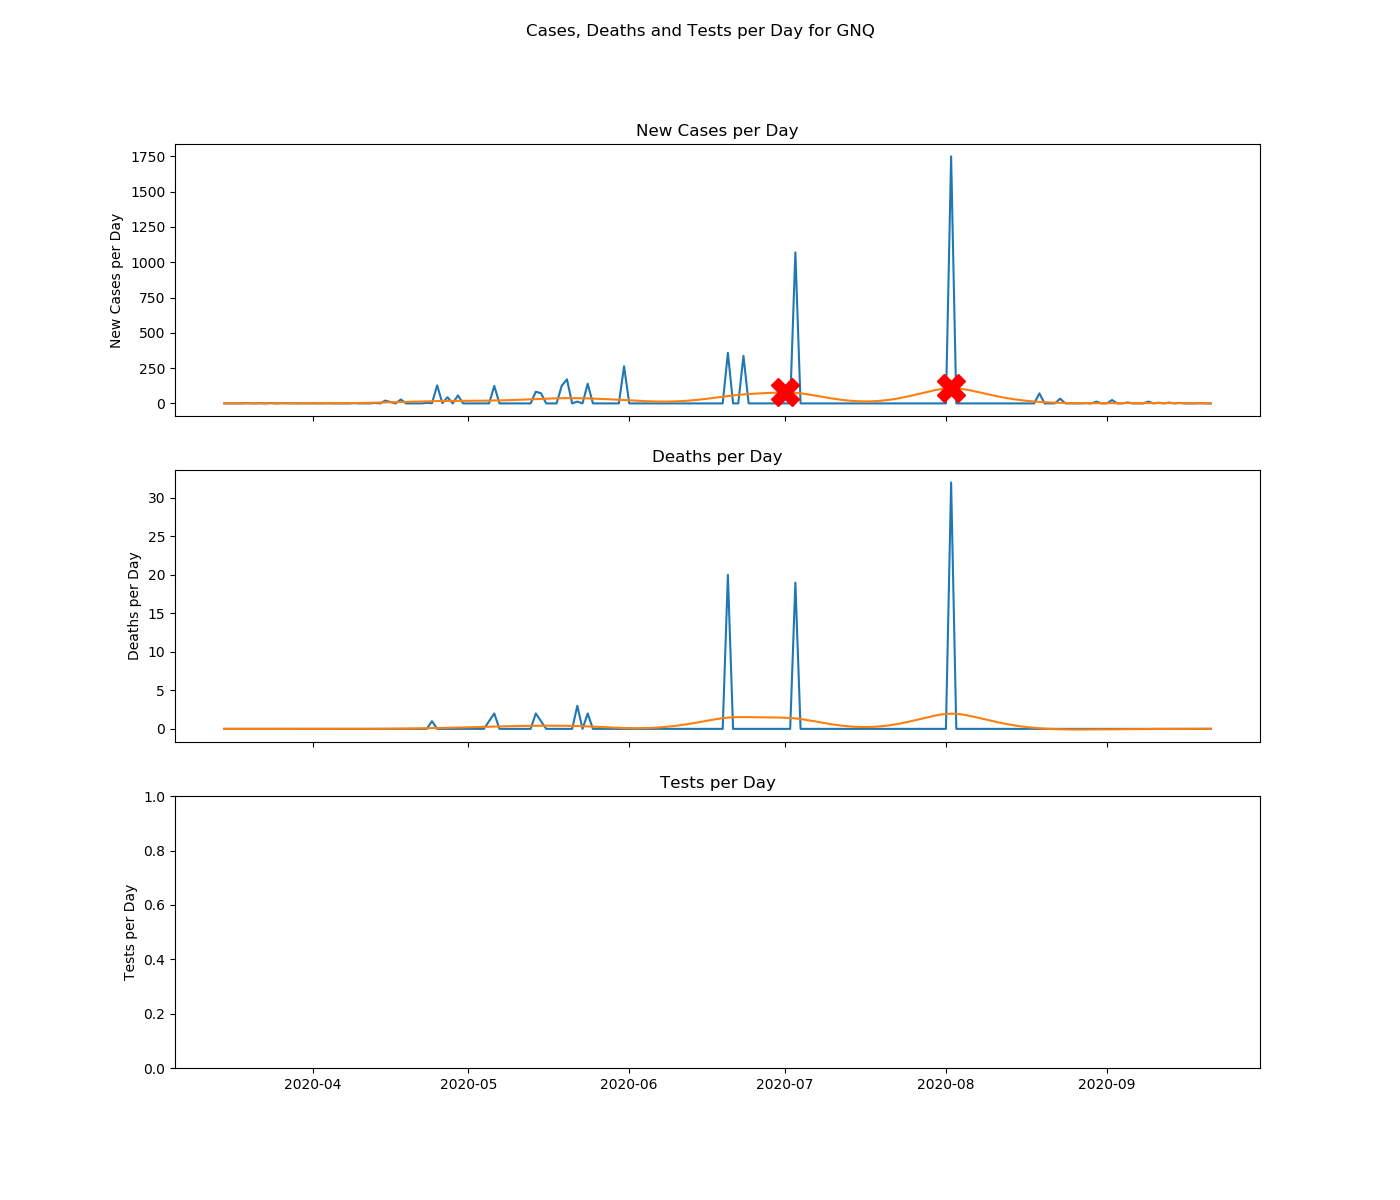 Cases, Deaths and Tests per Day for GNQ
New Cases per Day
New Cases per Day
1750
1500
1250
1000
750
500
250
0
Deaths per Day
Deaths per Day
30
25
20
15
10
5
0
Tests per Day
Tests per Day
1.0
0.8
0.6
0.4
0.2
0.0
2020-04 2020-05 2020-06 2020-07 2020-08 2020-09